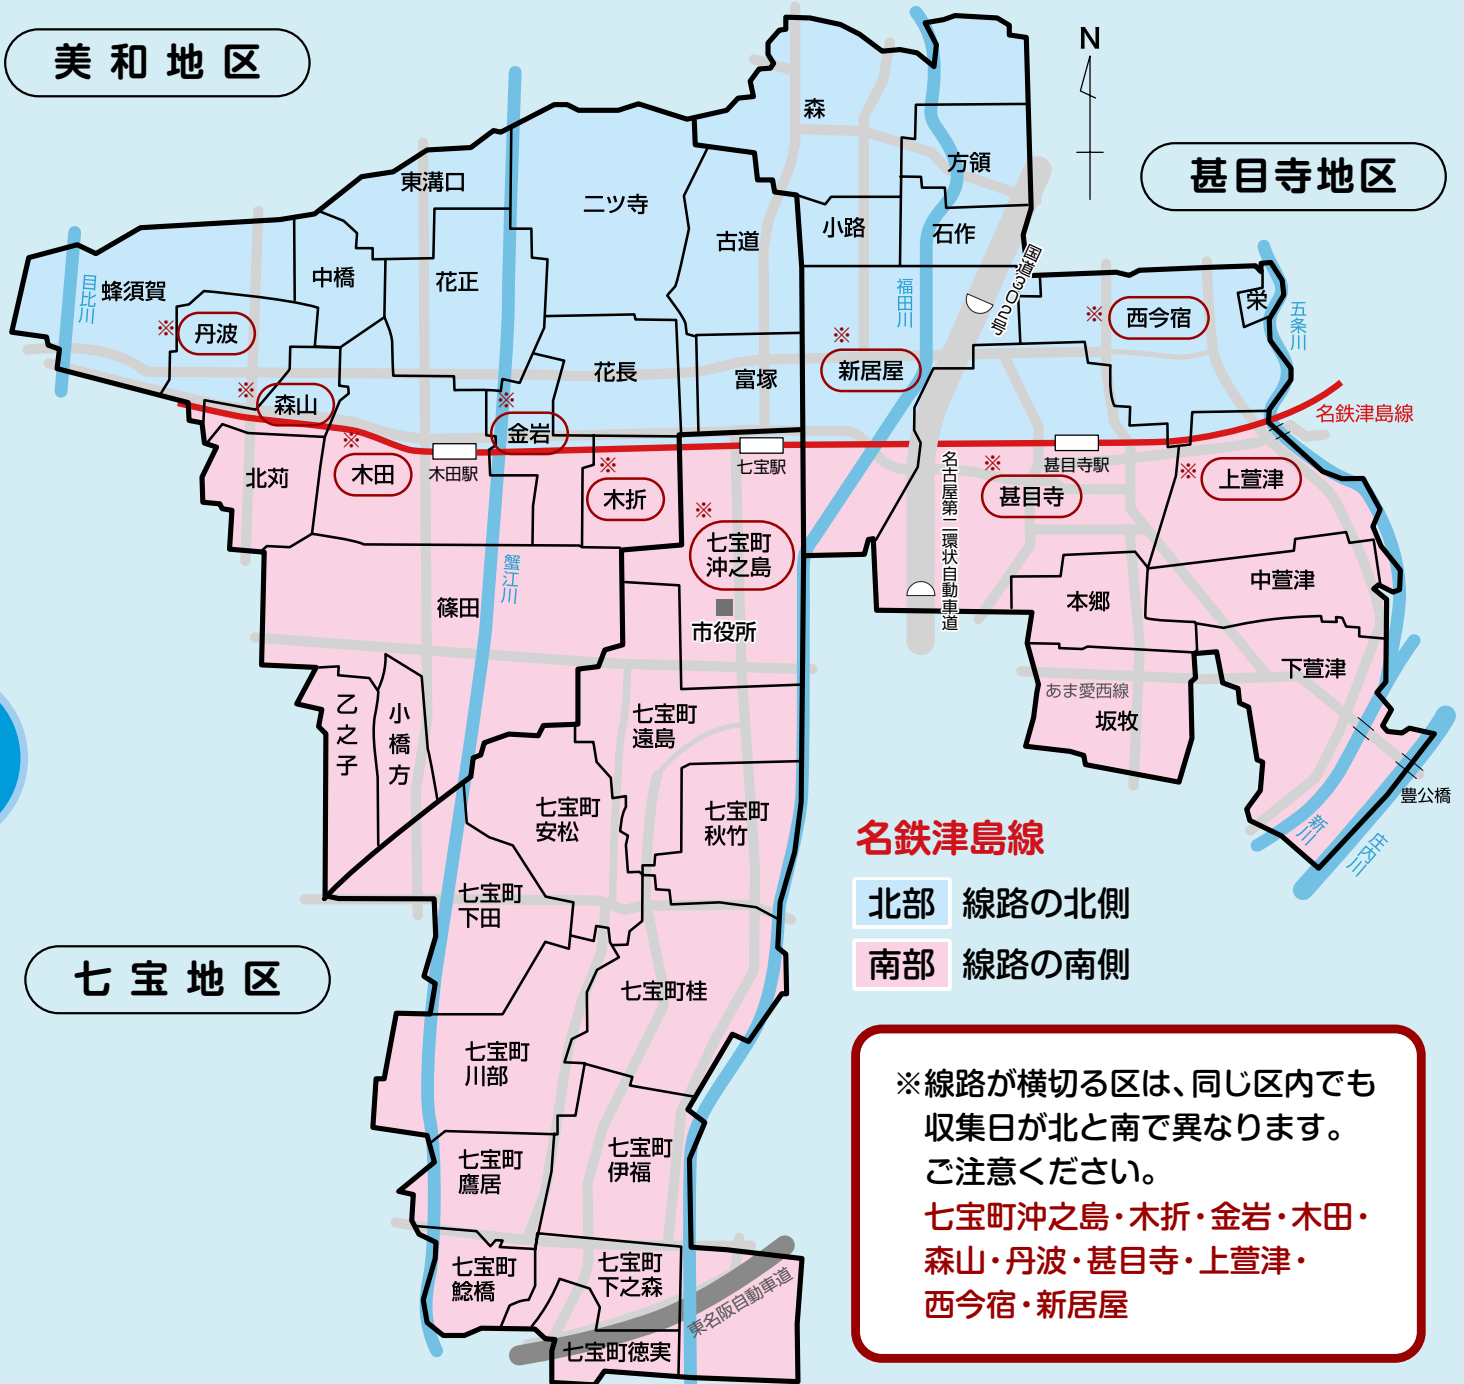 美和地区
N
甚目寺地区
森
方領
東溝口
二ツ寺
古道
小路
石作
国道302号
中橋
花正
蜂須賀
目比川
福田川
栄
五条川
※
丹波
※
西今宿
※
新居屋
花長
富塚
※
森山
※
金岩
名鉄津島線
※
木田
木田駅
北苅
※
木折
七宝駅
※
七宝町
沖之島
名古屋第二環状自動車道
※
甚目寺
甚目寺駅
※
上萱津
蟹江川
篠田
市役所
本郷
中萱津
下萱津
あま愛西線
坂牧
乙之子
小橋方
七宝町
遠島
七宝町
安松
七宝町
秋竹
豊公橋
新川
庄内川
名鉄津島線
北部 線路の北側
南部 線路の南側
七宝町
下田
七宝地区
七宝町桂
七宝町
川部
七宝町
伊福
七宝町
鷹居
七宝町
鯰橋
七宝町
下之森
東名阪自動車道
七宝町徳実
※線路が横切る区は、同じ区内でも
収集日が北と南で異なります。
ご注意ください。
七宝町沖之島・木折・金岩・木田・
森山・丹波・甚目寺・上萱津・
西今宿・新居屋